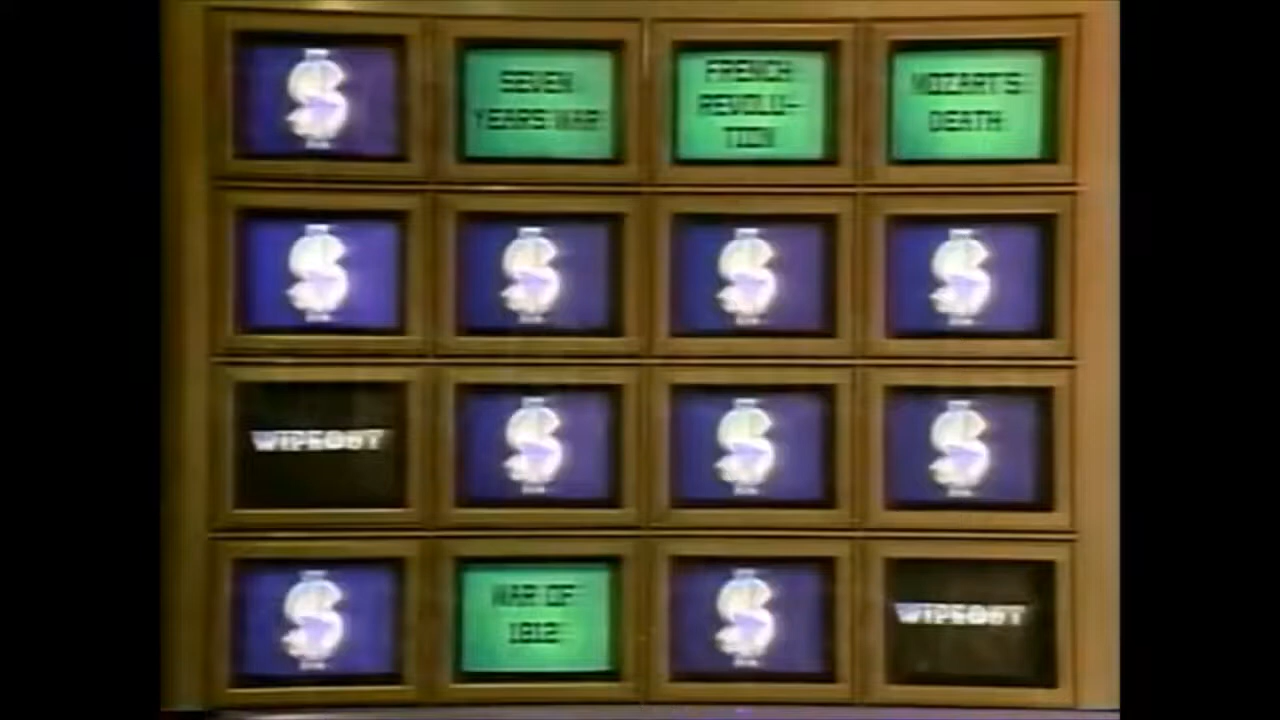 SEVEN
YEARS WAR
FRENCH
REVOLU-
TION
MOZART'S
DEATH
WIPEOUT
WAR OF
1812
WIPEOUT